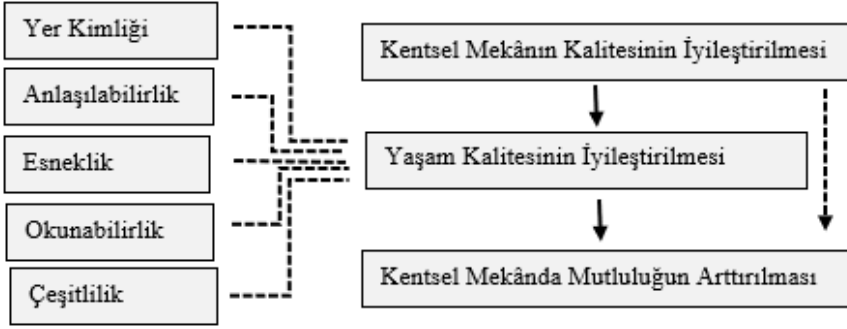 Yer Kimliği
Anlaşılabilirlik
Esneklik
Okunabilirlik
Çeşitlilik
Kentsel Mekânın Kalitesinin İyileştirilmesi
Yaşam Kalitesinin İyileştirilmesi
Kentsel Mekânda Mutluluğun Arttırılması